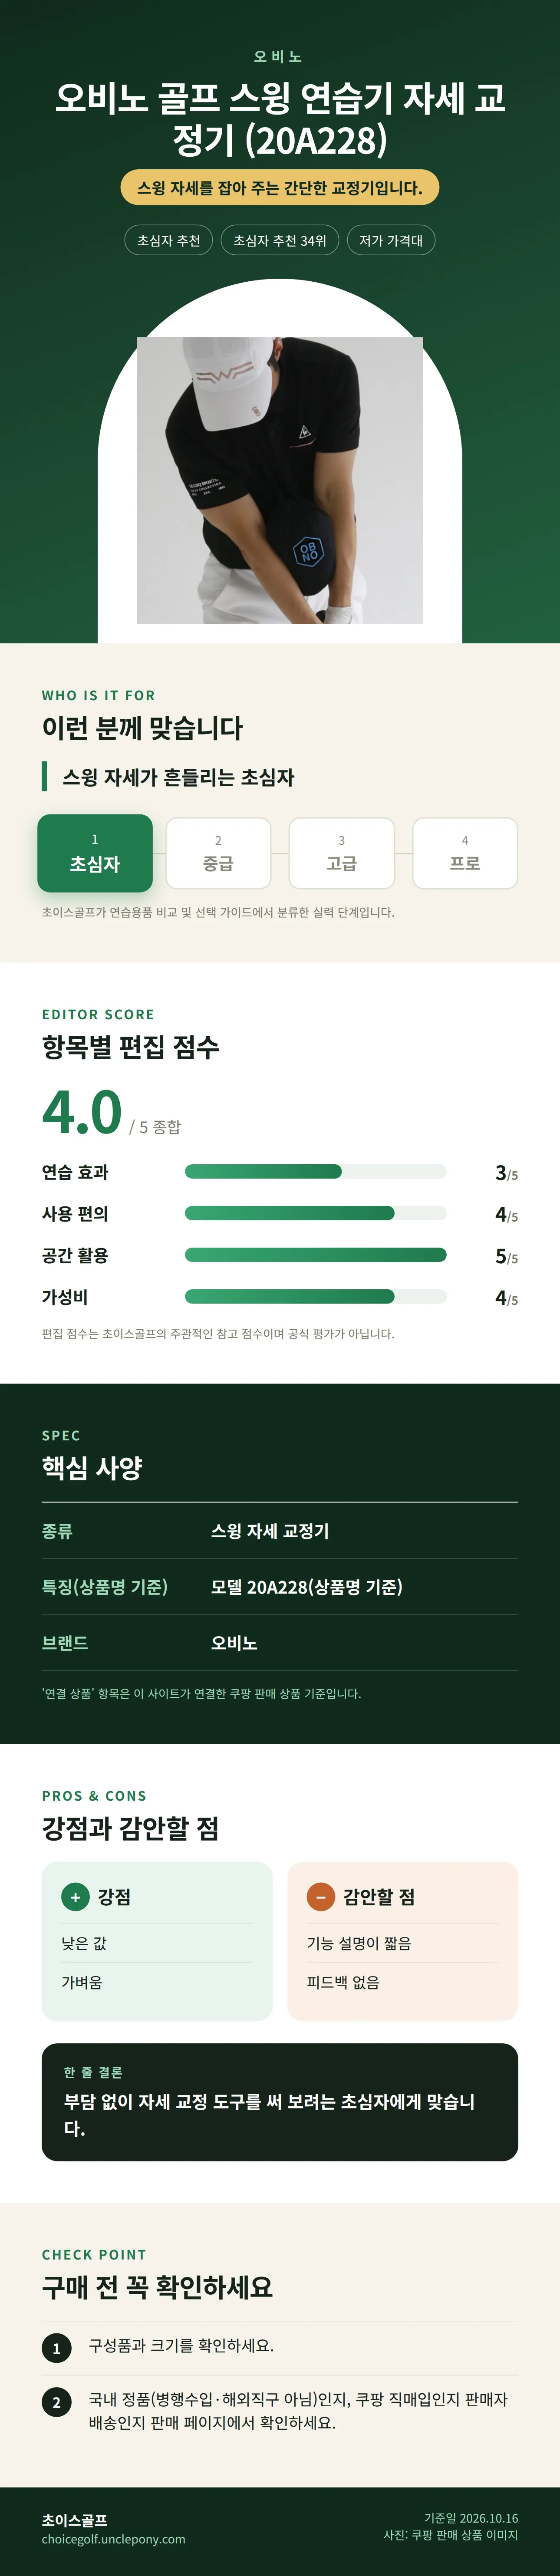 오비노
오비노 골프 스윙 연습기 자세 교
정기 (20A228)
스윙 자세를 잡아 주는 간단한 교정기입니다.
초심자 추천
초심자 추천 34위
저가 가격대
OB
NO
WHO IS IT FOR
이런 분께 맞습니다
스윙 자세가 흔들리는 초심자
1
초심자
2
중급
3
고급
4
프로
초이스골프가 연습용품 비교 및 선택 가이드에서 분류한 실력 단계입니다.
EDITOR SCORE
항목별 편집 점수
4.0 / 5 종합
연습 효과 3/5
사용 편의 4/5
공간 활용 5/5
가성비 4/5
편집 점수는 초이스골프의 주관적인 참고 점수이며 공식 평가가 아닙니다.
SPEC
핵심 사양
종류 스윙 자세 교정기
특징(상품명 기준) 모델 20A228(상품명 기준)
브랜드 오비노
'연결 상품' 항목은 이 사이트가 연결한 쿠팡 판매 상품 기준입니다.
PROS & CONS
강점과 감안할 점
+ 강점
낮은 값
가벼움
− 감안할 점
기능 설명이 짧음
피드백 없음
한 줄 결론
부담 없이 자세 교정 도구를 써 보려는 초심자에게 맞습니
다.
CHECK POINT
구매 전 꼭 확인하세요
1 구성품과 크기를 확인하세요.
2 국내 정품(병행수입·해외직구 아님)인지, 쿠팡 직매입인지 판매자
배송인지 판매 페이지에서 확인하세요.
초이스골프
choicegolf.unclepony.com
기준일 2026.10.16
사진: 쿠팡 판매 상품 이미지